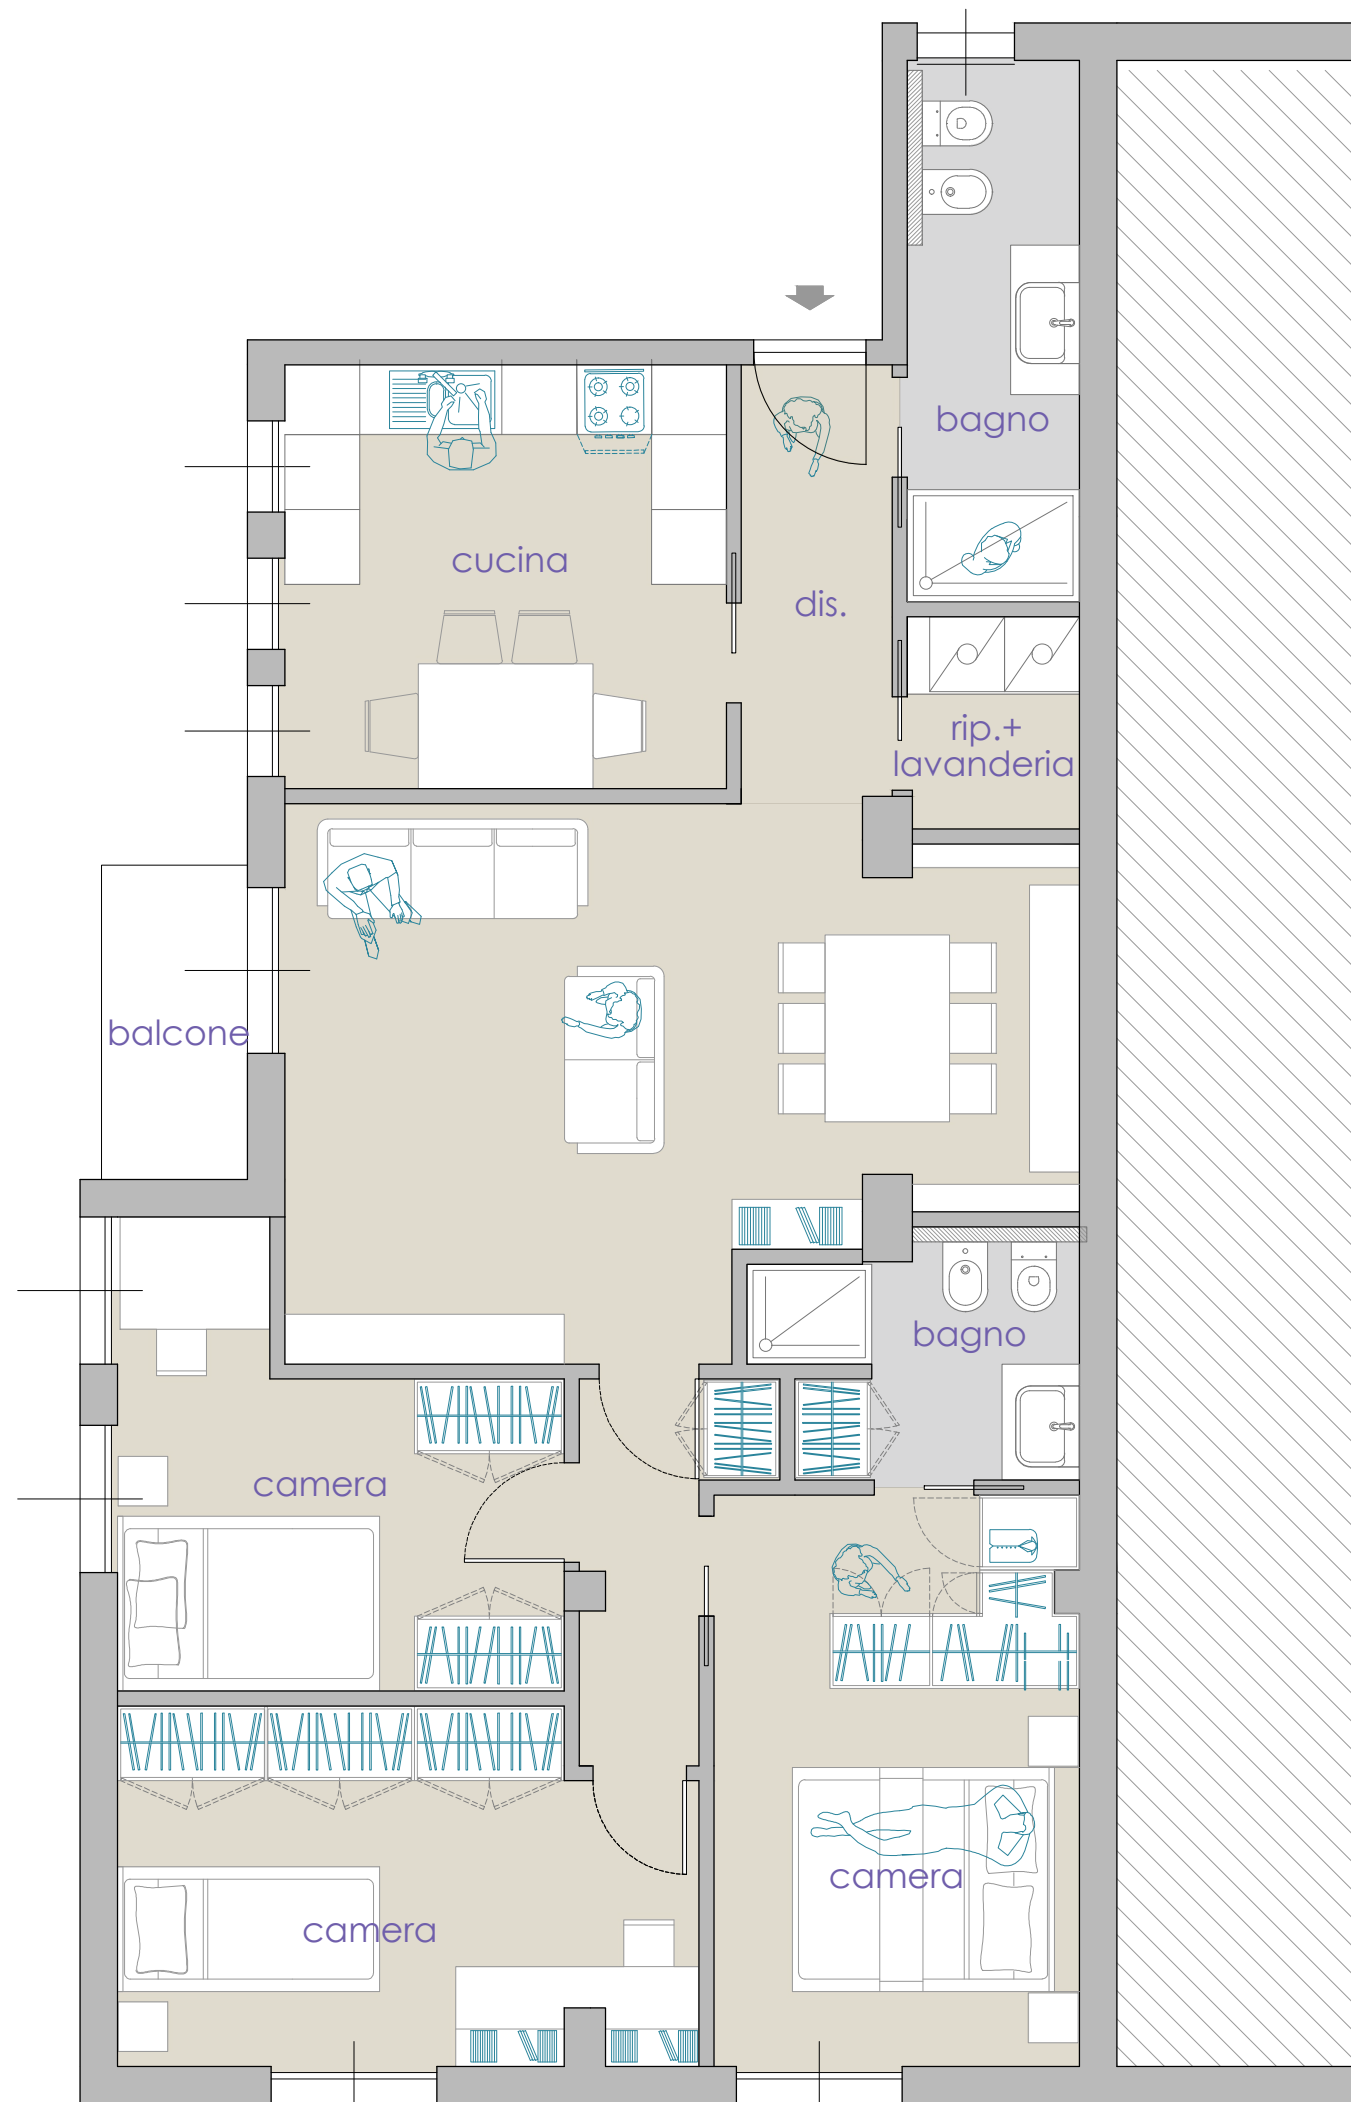 bagno
cucina
dis.
rip.+
lavanderia
balcone
bagno
camera
camera
camera